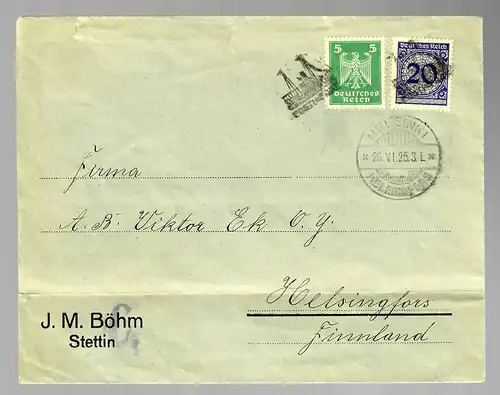 5 5
Deutsches
Reich
Deutsches Reich
20
HELSINKI
* 26.VI.25.3 i. *
HELSINGFORS
Firma
A. B. Viktor Ek O. Y.
Helsingfors
Finnland
J. M. Böhm
Stettin